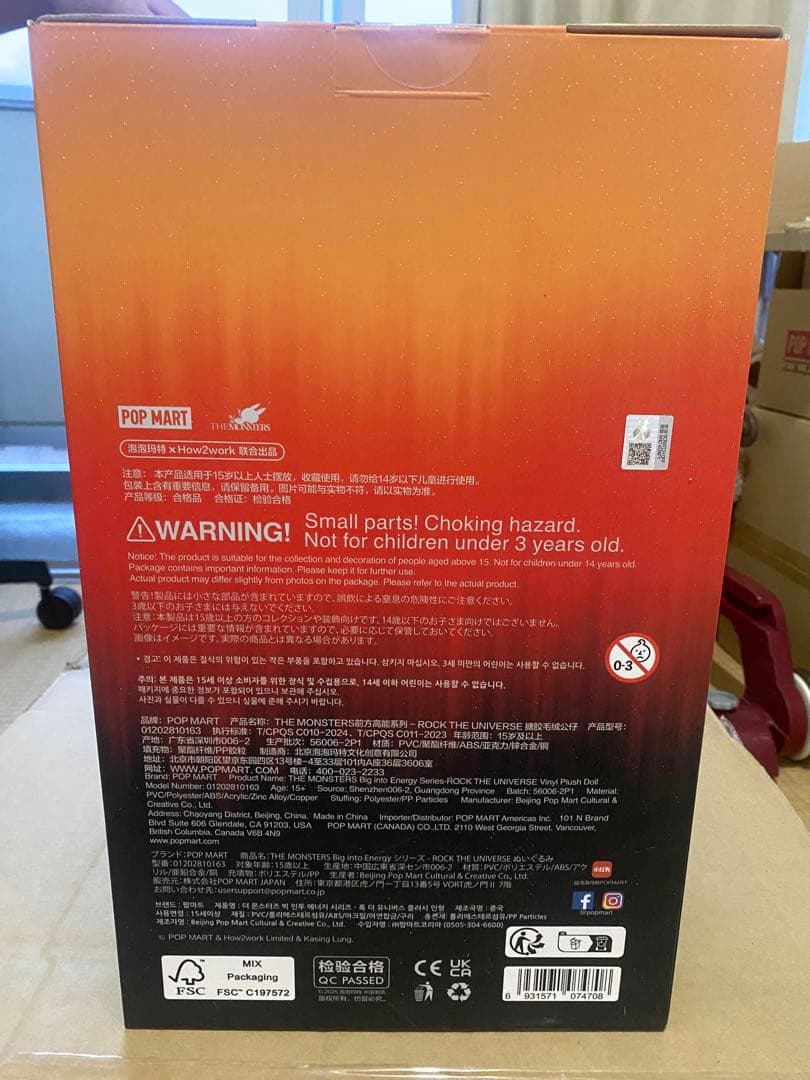 POP MART
THE MONSTERS
泡泡玛特 x How2work 联合出品
注意: 本产品适用于15岁以上人士摆放，收藏使用，请勿给14岁以下儿童进行使用。
包装上含有重要信息，请保留备用。图片可能与实物不符，请以实物为准。
产品等级：合格品 合格证：检验合格
WARNING! Small parts! Choking hazard.
Not for children under 3 years old.
Notice: The product is suitable for the collection and decoration of people aged above 15. Not for children under 14 years old.
Package contains important information. Please keep it for further use.
Actual product may differ slightly from photos on the package. Please refer to the actual product.
警告!製品には小さな部品が含まれていますので、誤飲による窒息の危険性にご注意ください。
3歳以下のお子さまには与えないでください。
注意:本製品は15歳以上の方のコレクションや装飾向けです。14歳以下のお子さま向けではございません。
パッケージには重要な情報が含まれていますので、必要に応じて保管しておいてください。
画像はイメージです。実際の商品とは異なる場合があります。
0-3
* 경고: 이 제품은 질식의 위험이 있는 작은 부품을 포함하고 있습니다. 삼키지 마십시오. 3세 미만의 어린이는 사용할 수 없습니다.
주의: 본 제품은 15세 이상 소비자를 위한 장식 및 수집용으로, 14세 이하 어린이는 사용할 수 없습니다.
패키지에 중요한 정보가 포함되어 있으니 보관해 주십시오.
사진과 실물이 다를 수 있으니 실물에 준해 주시기 바랍니다.
品牌：POP MART 产品名称：THE MONSTERS前方高能系列－ROCK THE UNIVERSE 搪胶毛绒公仔 产品型号：
01202810163 执行标准：T/CPQS C010-2024、T/CPQS C011-2023 年龄范围：15岁及以上
产地：广东省深圳市006-2 生产批次：56006-2P1 材质：PVC/聚酯纤维/ABS/亚克力/锌合金/铜
填充物：聚酯纤维/PP胶粒 制造商：北京泡泡玛特文化创意有限公司
地址：北京市朝阳区望京东园四区13号楼-4至33层101内A座36层3606室
网址：WWW.POPMART.COM 电话：400-023-2233
Brand: POP MART Product Name: THE MONSTERS Big into Energy Series-ROCK THE UNIVERSE Vinyl Plush Doll
Model Number: 01202810163 Age: 15+ Source: Shenzhen006-2, Guangdong Province Batch: 56006-2P1 Material:
PVC/Polyester/ABS/Acrylic/Zinc Alloy/Copper Stuffing: Polyester/PP Particles Manufacturer: Beijing Pop Mart Cultural &
Creative Co., Ltd.
Address: Chaoyang District, Beijing, China. Made in China Importer/Distributor: POP MART Americas Inc. 101 N Brand
Blvd Suite 606 Glendale, CA 91203, USA POP MART (CANADA) CO.,LTD. 2110 West Georgia Street, Vancouver,
British Columbia, Canada V6B 4N9
www.popmart.com
ブランド：POP MART 商品名：THE MONSTERS Big into Energy シリーズ - ROCK THE UNIVERSE ぬいぐるみ
型番：01202810163 対象年齢：15歳以上 生産地：中国広東省深セン市006-2 材質：PVC/ポリエステル/ABS/アク
リル/亜鉛合金/銅 充填物：ポリエステル/PP 製造元：Beijing Pop Mart Cultural & Creative Co., Ltd.
販売元：株式会社POP MART JAPAN 住所：東京都港区虎ノ門一丁目13番5号 VORT虎ノ門II 7階
お問い合わせ先：usersupport@popmart.co.jp
小红书
@泡泡玛特POPMART
@popmart
브랜드 : 팝마트 제품명 : 더 몬스터즈 빅 인투 에너지 시리즈 - 록 더 유니버스 플러시 인형 제조국명 : 중국
사용연령 : 15세이상 재질 : PVC/폴리에스테르섬유/ABS/아크릴/아연합금/구리 충전재: 폴리에스테르섬유/PP Particles
제조자명 : Beijing Pop Mart Cultural & Creative Co., Ltd. 수입자명 : ㈜팝마트코리아 (0505-304-6600)
© POP MART & How2work Limited & Kasing Lung.
FSC
MIX
Packaging
FSC™ C197572
检验合格
QC PASSED
© 2025 泡泡玛特 中国制造
版权所有，仿冒必究。
CE UK
CA
6 931571 074708